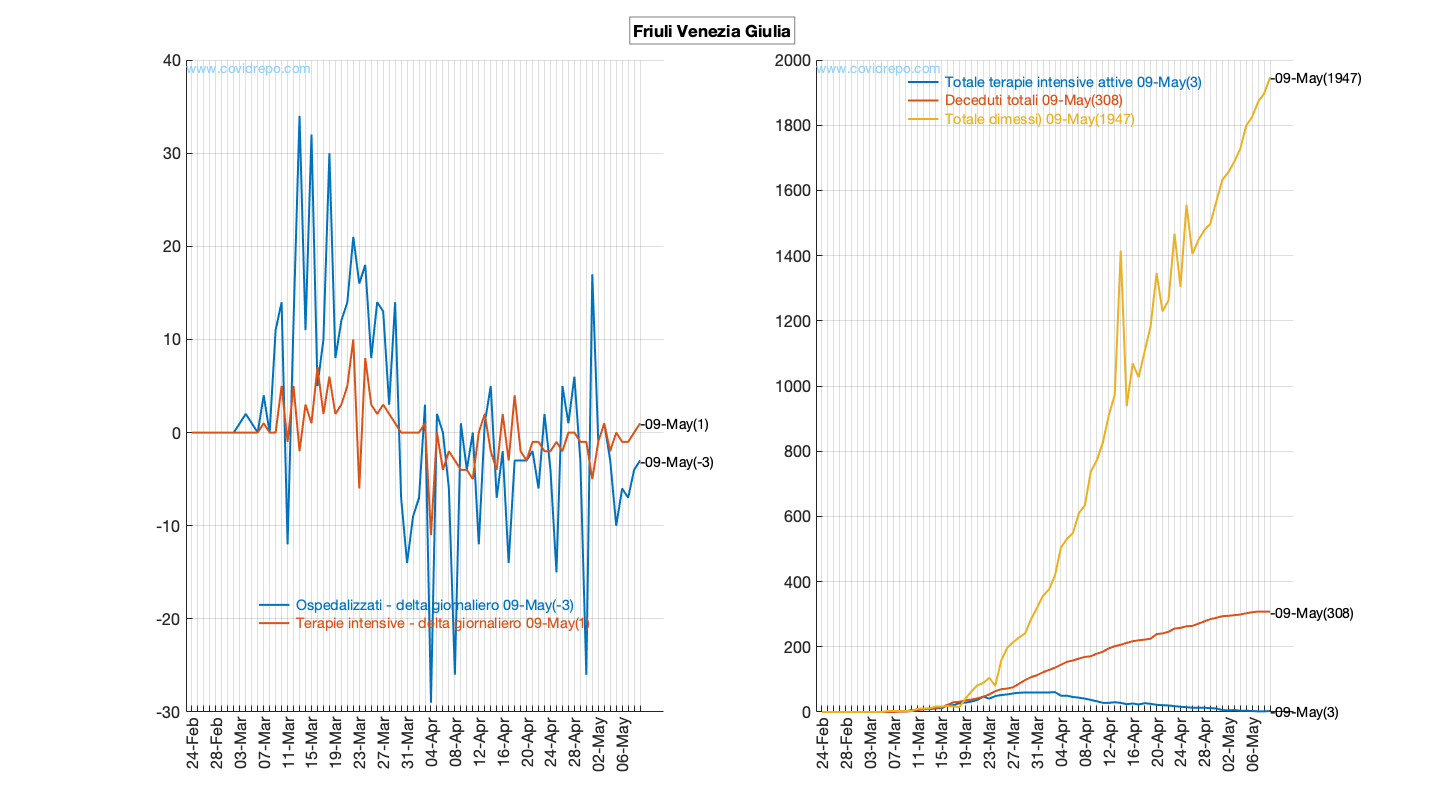 Friuli Venezia Giulia
www.covidrepo.com
40
30
20
10
0
-10
-20
-30
-09-May(1)
-09-May(-3)
Ospedalizzati - delta giornaliero 09-May(-3)
Terapie intensive - delta giornaliero 09-May(1)
24-Feb
28-Feb
03-Mar
07-Mar
11-Mar
15-Mar
19-Mar
23-Mar
27-Mar
31-Mar
04-Apr
08-Apr
12-Apr
16-Apr
20-Apr
24-Apr
28-Apr
02-May
06-May
www.covidrepo.com
2000
1800
1600
1400
1200
1000
800
600
400
200
0
Totale terapie intensive attive 09-May(3)
Deceduti totali 09-May(308)
Totale dimessi) 09-May(1947)
-09-May(1947)
-09-May(308)
-09-May(3)
24-Feb
28-Feb
03-Mar
07-Mar
11-Mar
15-Mar
19-Mar
23-Mar
27-Mar
31-Mar
04-Apr
08-Apr
12-Apr
16-Apr
20-Apr
24-Apr
28-Apr
02-May
06-May